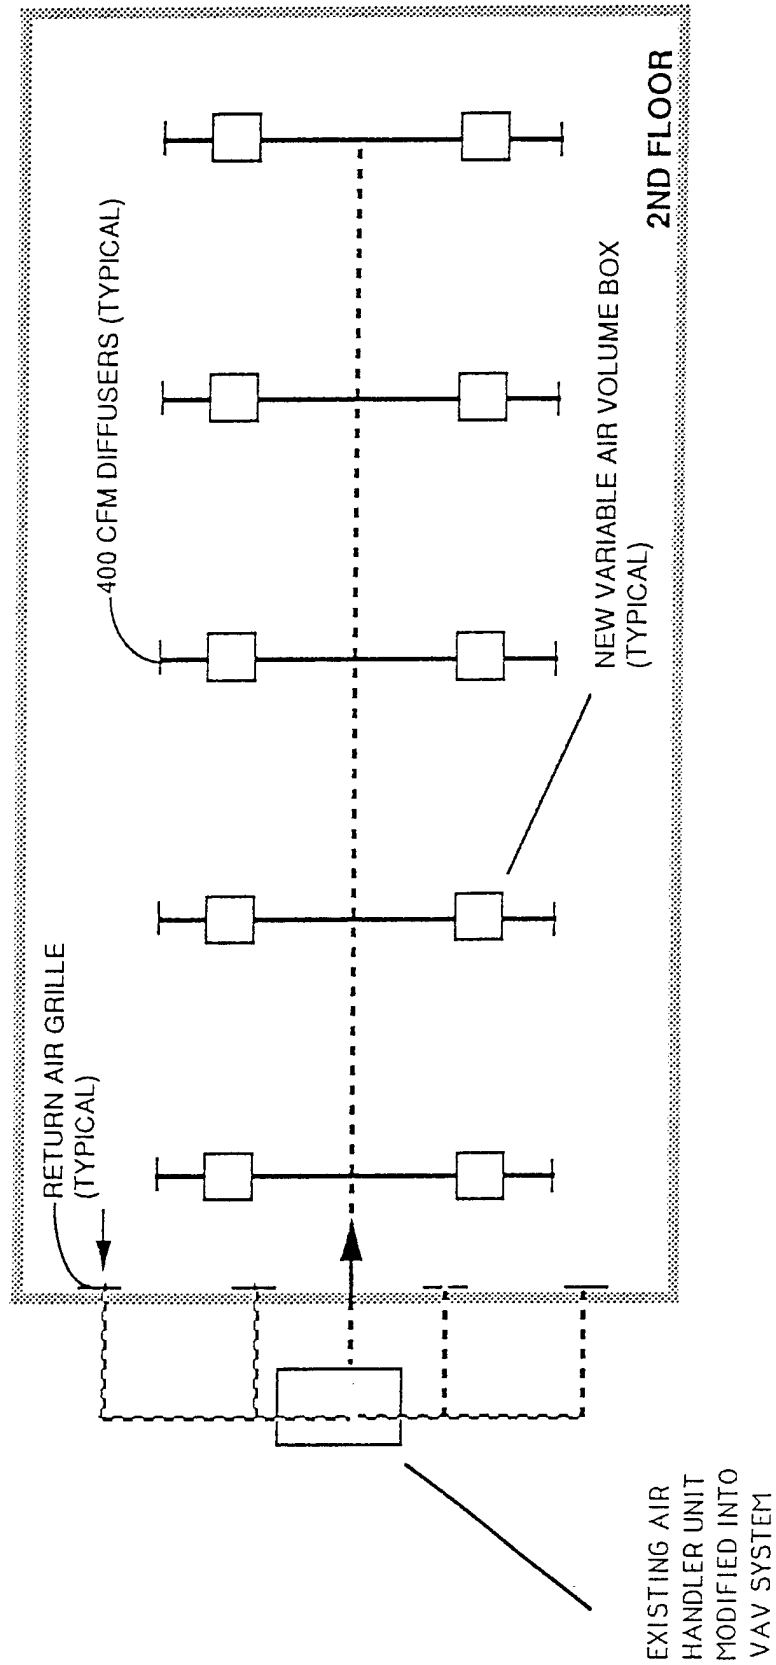 RETURN AIR GRILLE
(TYPICAL)
400 CFM DIFFUSERS (TYPICAL)
NEW VARIABLE AIR VOLUME BOX
(TYPICAL)
2ND FLOOR
EXISTING AIR
HANDLER UNIT
MODIFIED INTO
VAV SYSTEM